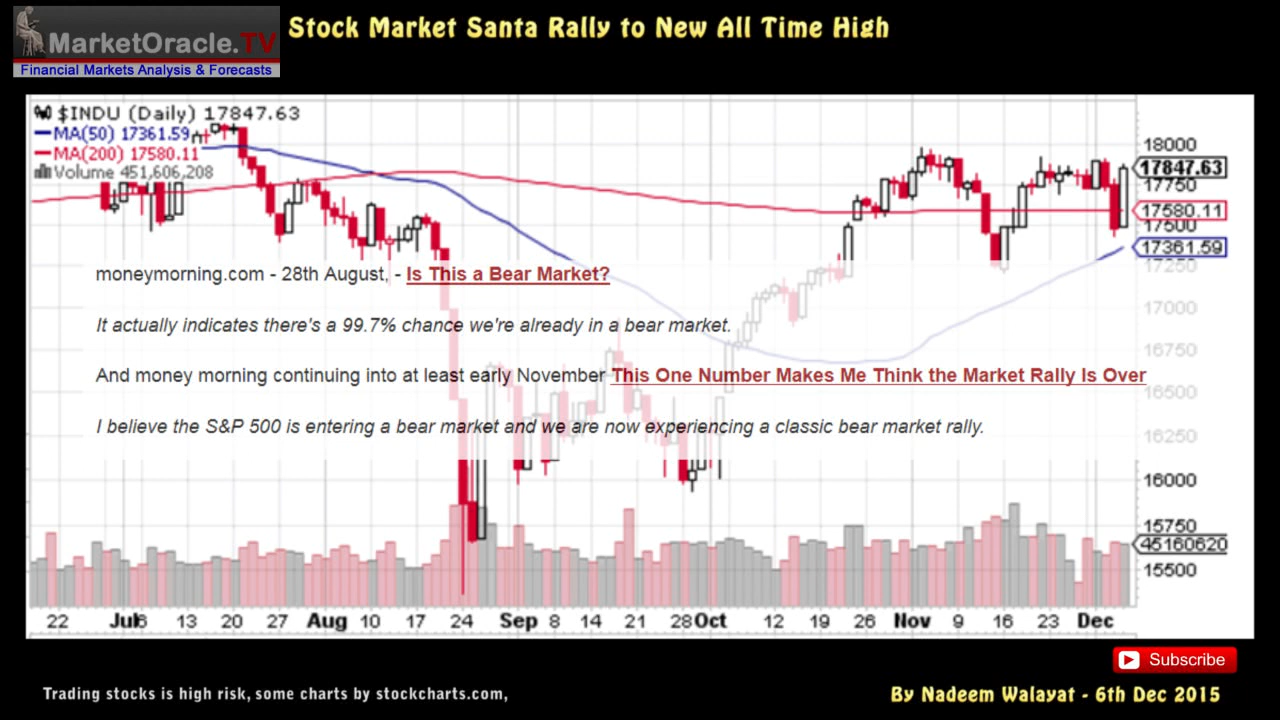 Stock Market Santa Rally to New All Time High
MarketOracle.TV
Financial Markets Analysis & Forecasts
$INDU (Daily) 17847.63
MA(50) 17361.59
MA(200) 17580.11
Volume 451,606,208
18000
17847.63
17750
17580.11
17500
17361.59
17250
17000
16750
16500
16250
16000
15750
45160620
15500
moneymorning.com - 28th August, - Is This a Bear Market?
It actually indicates there's a 99.7% chance we're already in a bear market.
And money morning continuing into at least early November This One Number Makes Me Think the Market Rally Is Over
I believe the S&P 500 is entering a bear market and we are now experiencing a classic bear market rally.
22 Jul 6 13 20 27 Aug 10 17 24 Sep 8 14 21 28 Oct 12 19 26 Nov 9 16 23 Dec
Subscribe
Trading stocks is high risk, some charts by stockcharts.com,
By Nadeem Walayat - 6th Dec 2015